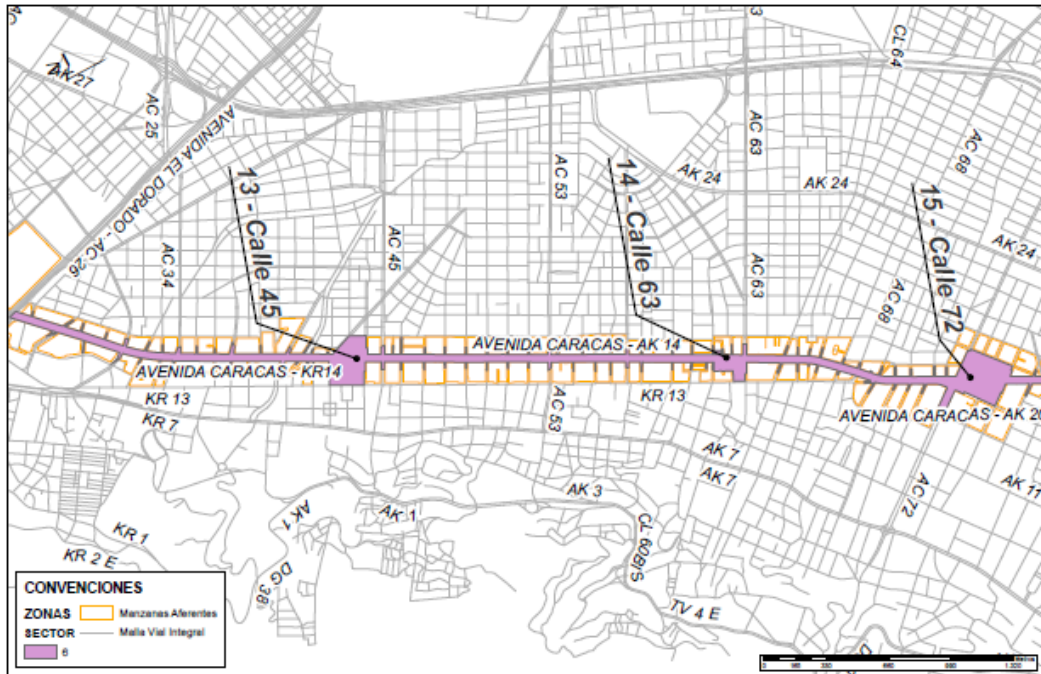 AK 27
AC 25
AVENIDA EL DORADO - AC 26
CL 64
AC 63
AC 68
13 - Calle 45
14 - Calle 63
15 - Calle 72
AC 53
AK 24
AK 24
AK 24
AC 34
AC 45
AC 63
AC 68
AVENIDA CARACAS - AK 14
AVENIDA CARACAS - KR14
KR 13
KR 13
AVENIDA CARACAS - AK 20
KR 7
AC 53
AK 7
AK 7
AC 72
AK 11
AK 3
AK 1
AK 1
KR 1
KR 2 E
DG 38
CL 60BIS
TV 4 E
CONVENCIONES
ZONAS
Manzanas Aferentes
SECTOR
Malla Vial Integral
6